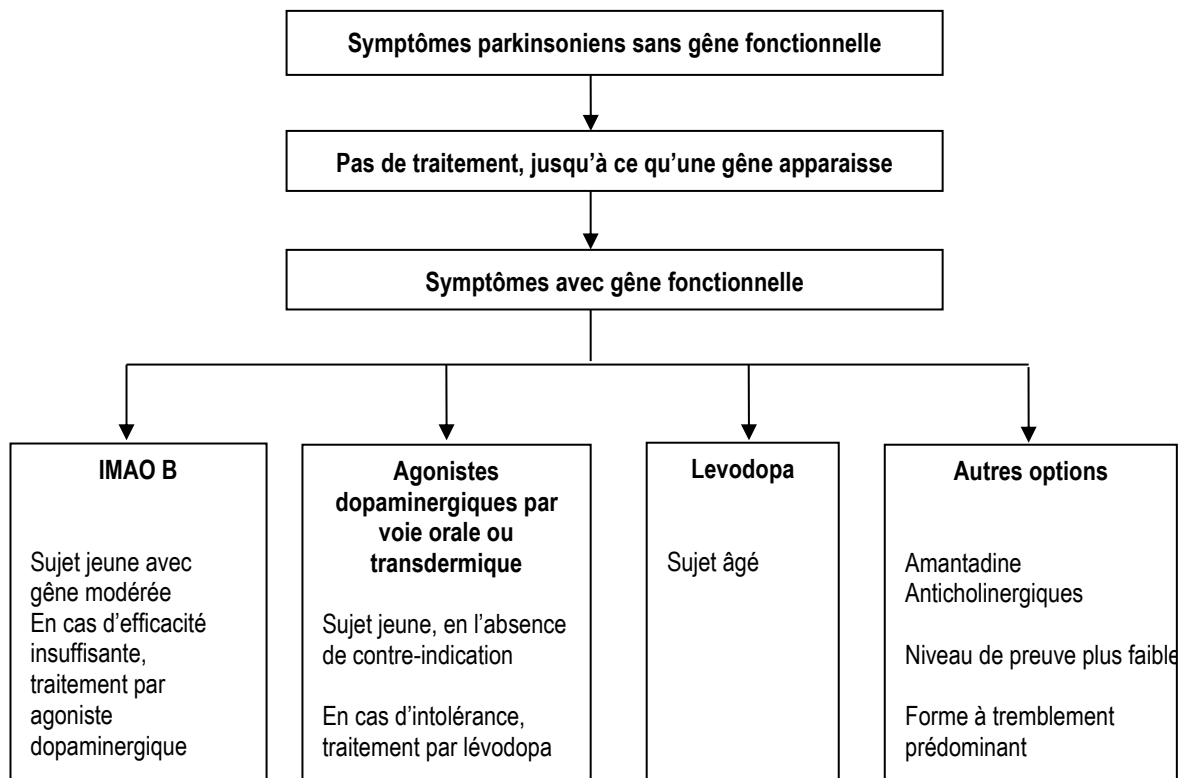 Symptômes parkinsoniens sans gêne fonctionnelle
Pas de traitement, jusqu'à ce qu'une gêne apparaisse
Symptômes avec gêne fonctionnelle
IMAO B
Sujet jeune avec
gêne modérée
En cas d'efficacité
insuffisante,
traitement par
agoniste
dopaminergique
Agonistes
dopaminergiques par
voie orale ou
transdermique
Sujet jeune, en l'absence
de contre-indication
En cas d'intolérance,
traitement par lévodopa
Levodopa
Sujet âgé
Autres options
Amantadine
Anticholinergiques
Niveau de preuve plus faible
Forme à tremblement
prédominant